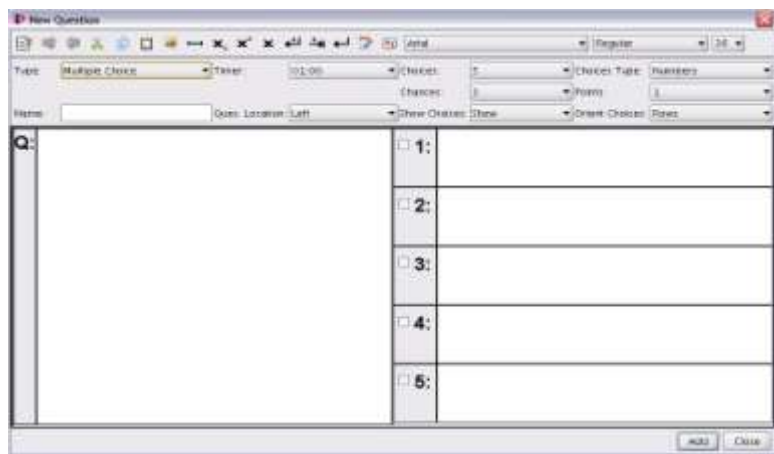 New Question
Arial Regular
Type: Multiple Choice Timer: 01:00 Choices: 5 Choices Type: Numbers
Chances: Points: 1
Name: Ques. Location: Left Show Choices: Show Orient Choices: Rows
Q:
1:
2:
3:
4:
5:
Add Close